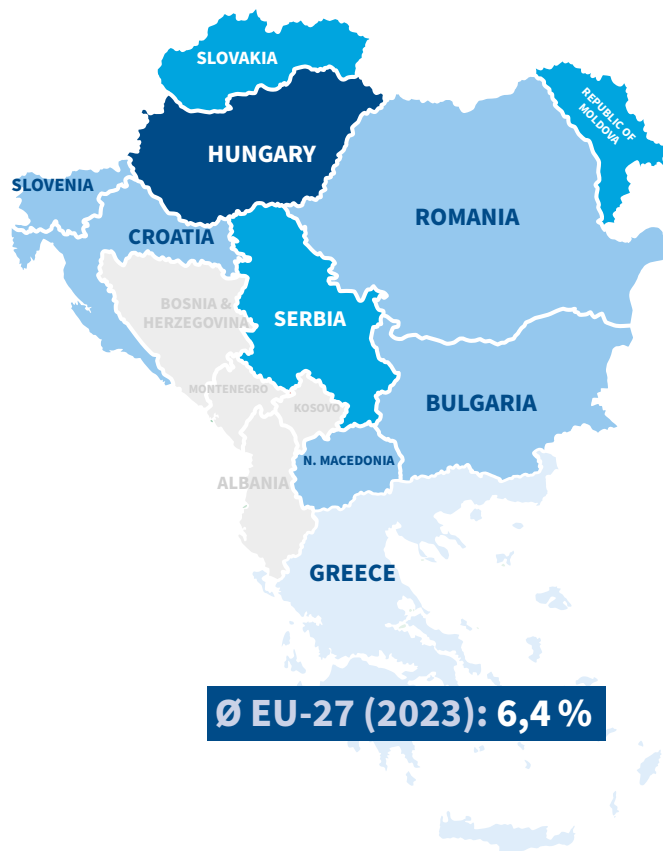 SLOVAKIA
REPUBLIC OF
MOLDOVA
HUNGARY
SLOVENIA
ROMANIA
CROATIA
BOSNIA &
HERZEGOVINA
SERBIA
MONTENEGRO
KOSOVO
BULGARIA
N. MACEDONIA
ALBANIA
GREECE
Ø EU-27 (2023): 6,4 %